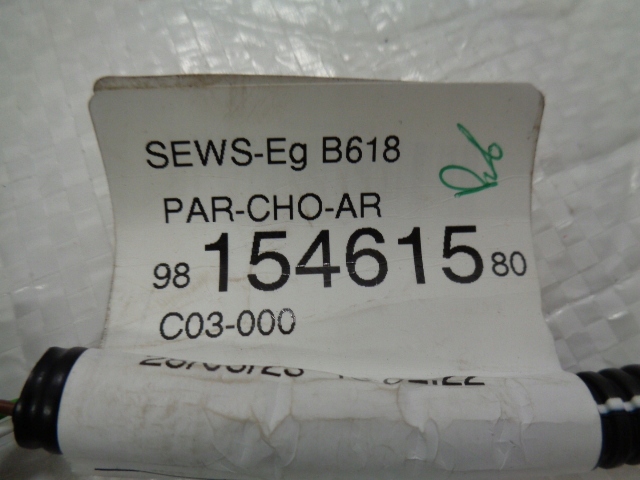 SEWS-Eg B618
PAR-CHO-AR
98 154615 80
C03-000